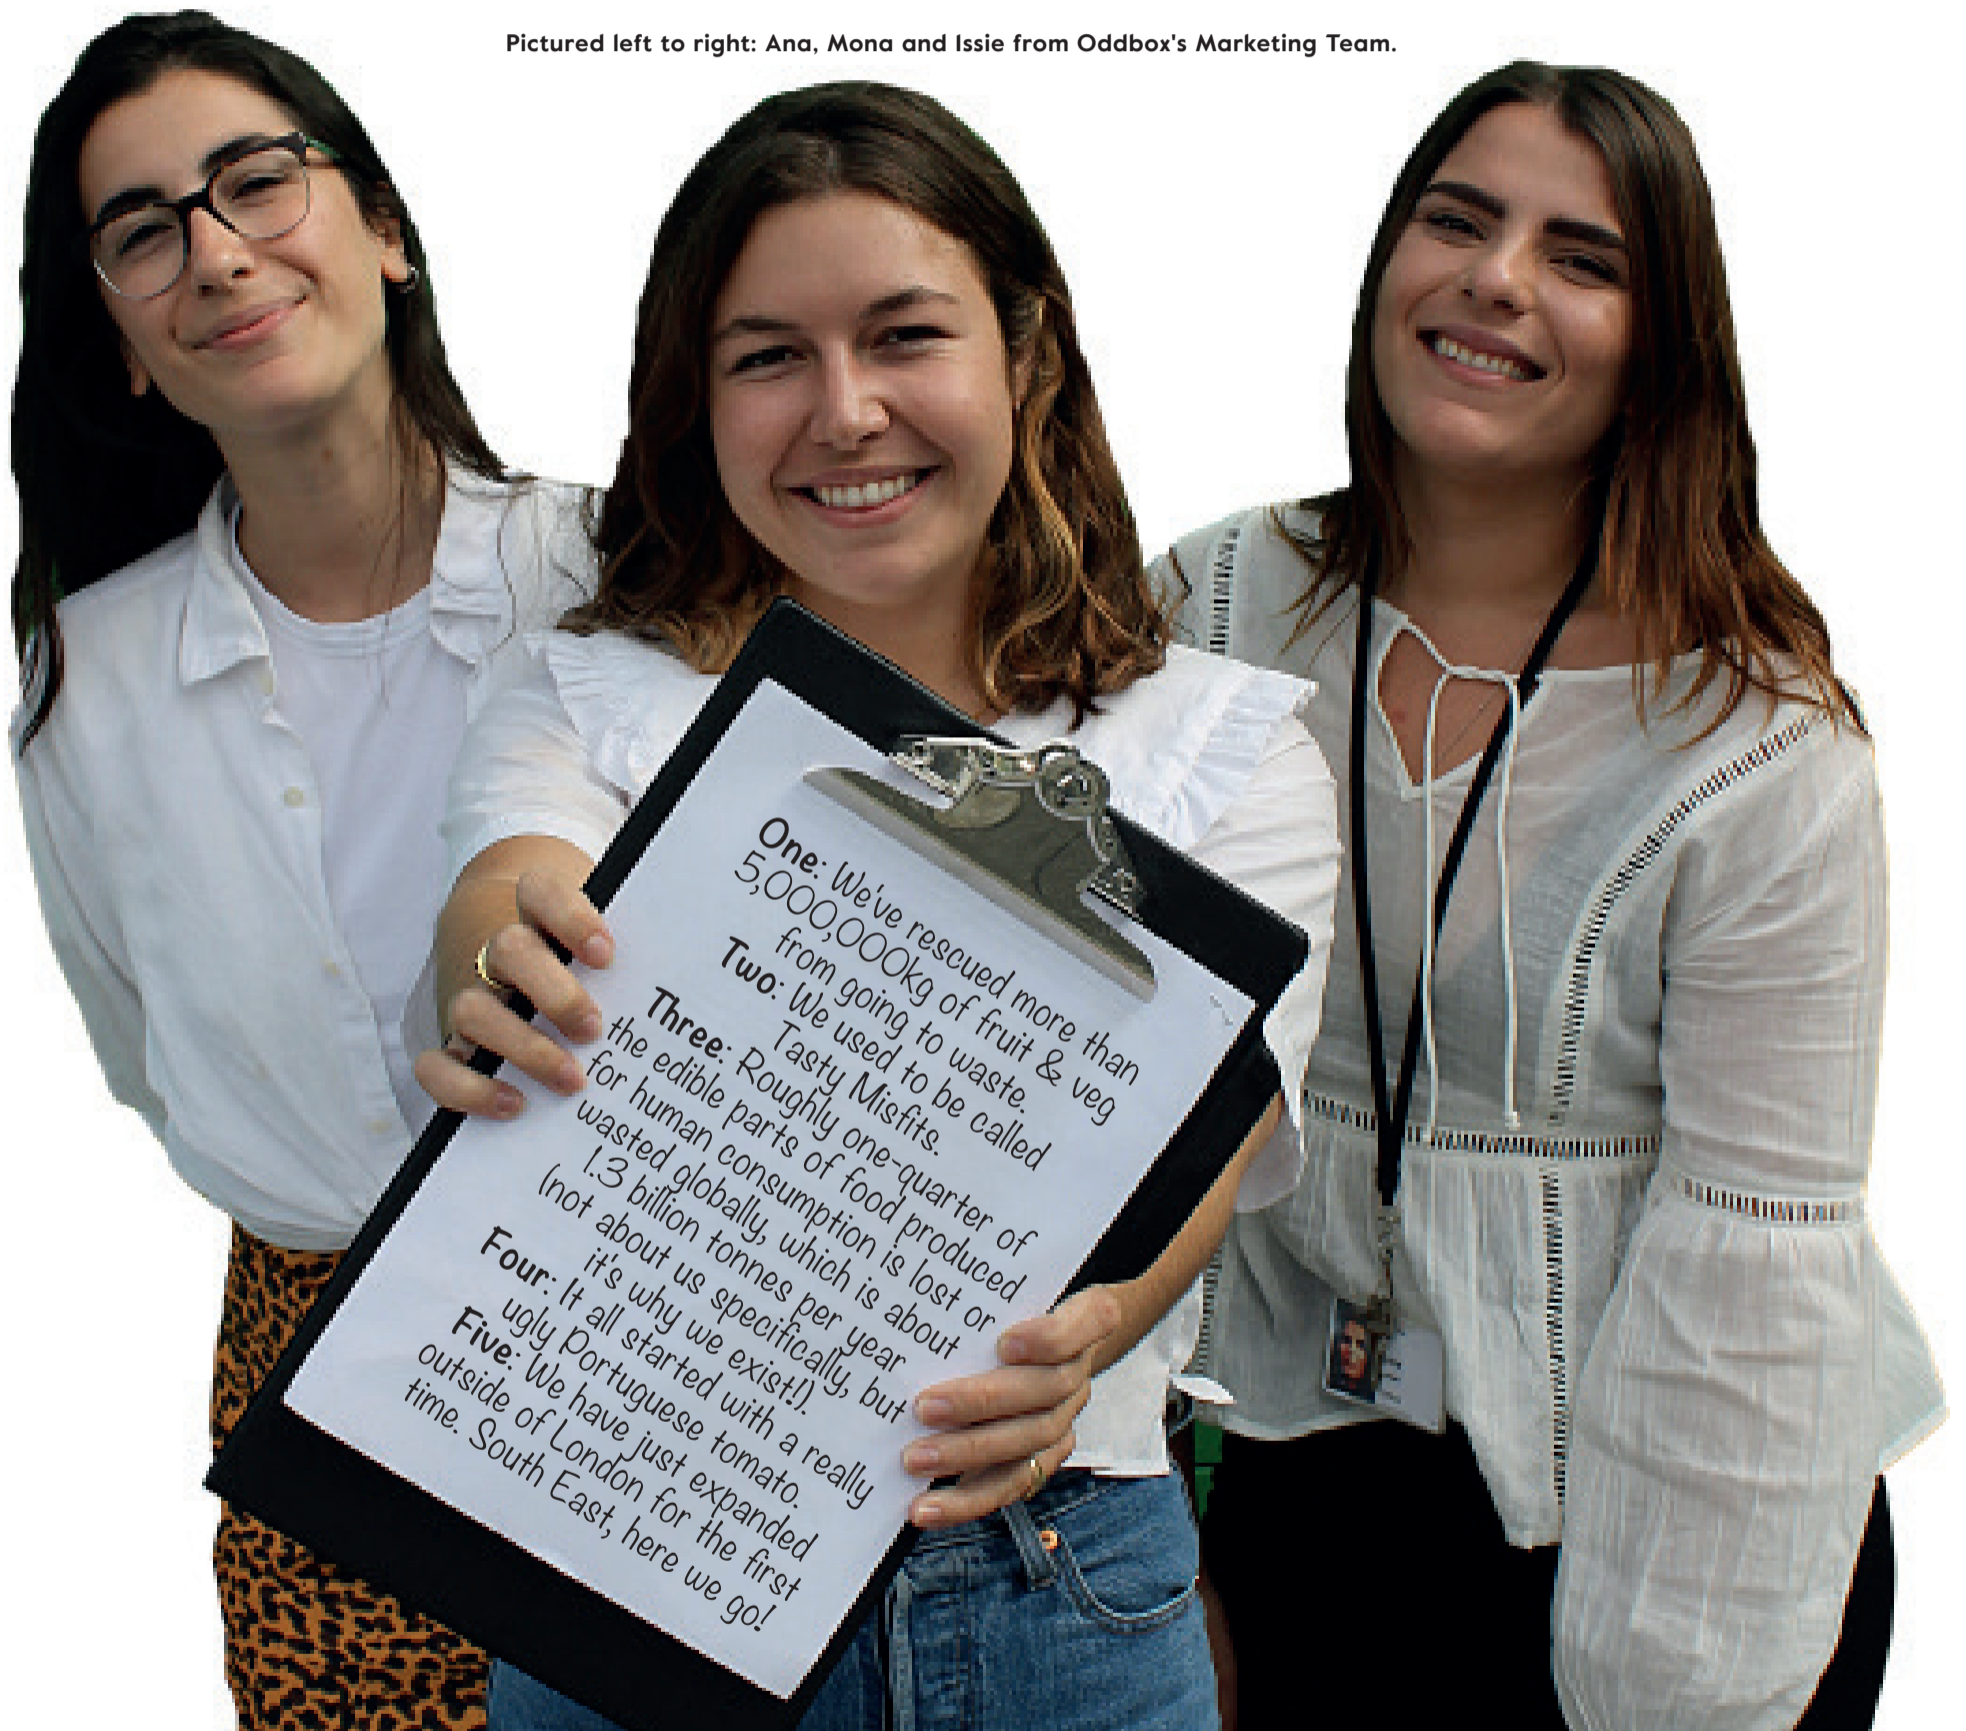 Pictured left to right: Ana, Mona and Issie from Oddbox's Marketing Team.
One: We've rescued more than
5,000,000kg of fruit & veg
from going to waste.
Two: We used to be called
Tasty Misfits.
Three: Roughly one-quarter of
the edible parts of food produced
for human consumption is lost or
wasted globally, which is about
1.3 billion tonnes per year
(not about us specifically, but
it's why we exist!).
Four: It all started with a really
ugly Portuguese tomato.
Five: We have just expanded
outside of London for the first
time. South East, here we go!